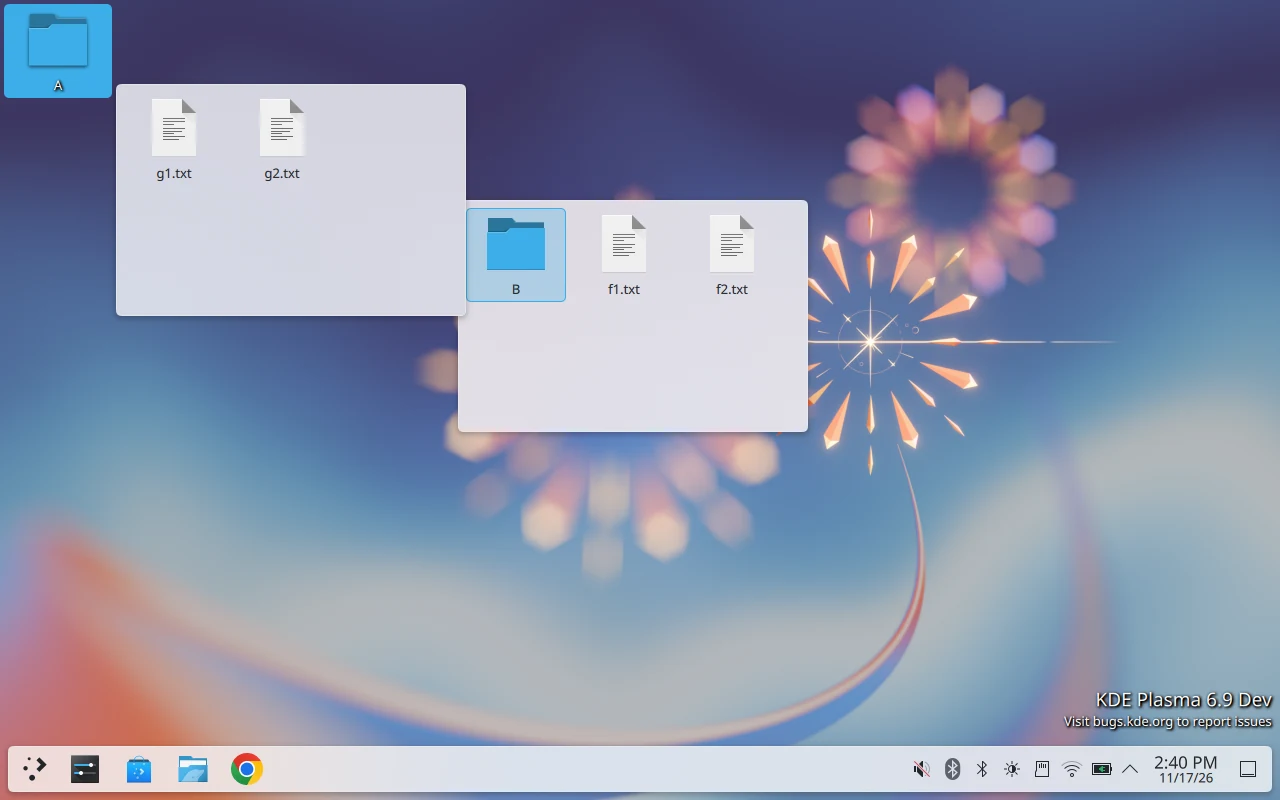 A
g1.txt
g2.txt
B
f1.txt
f2.txt
KDE Plasma 6.9 Dev
Visit bugs.kde.org to report issues
2:40 PM
11/17/26